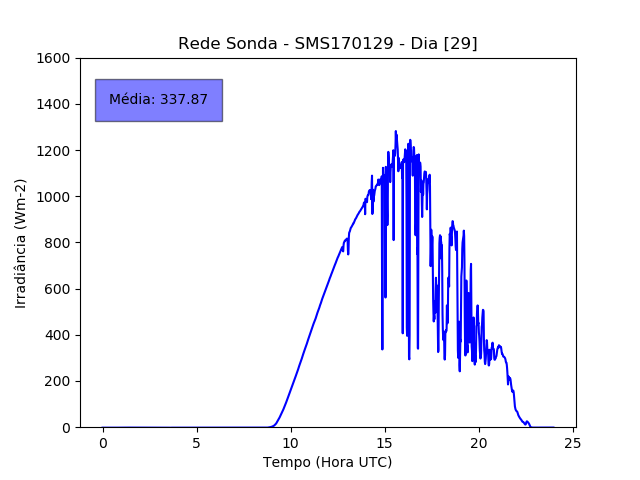 Rede Sonda - SMS170129 - Dia [29]
1600
1400
1200
1000
800
600
400
200
0
Média: 337.87
Irradiância (Wm-2)
0 5 10 15 20 25
Tempo (Hora UTC)